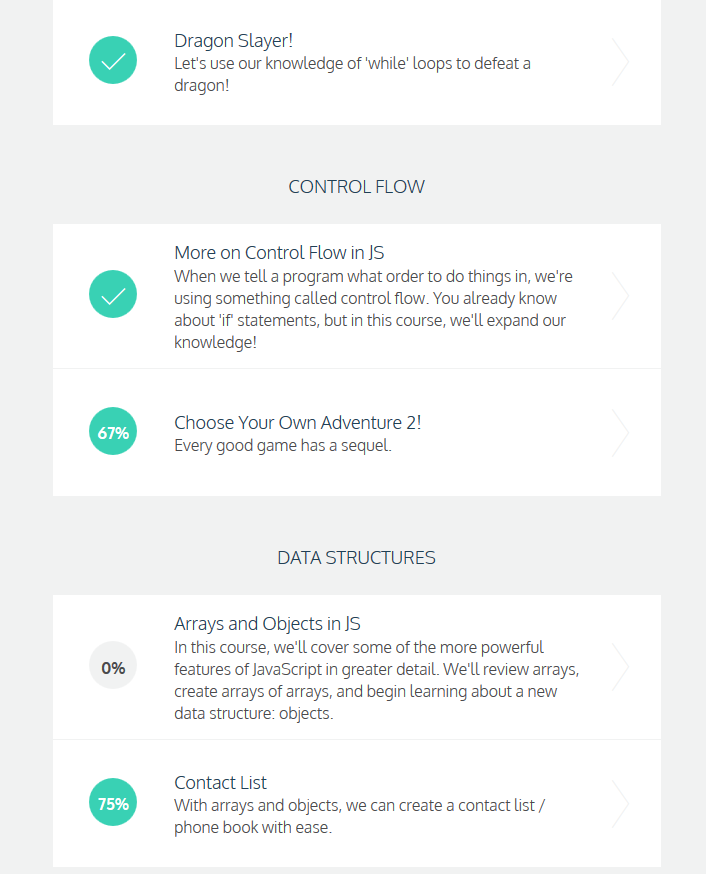 Dragon Slayer!
Let's use our knowledge of 'while' loops to defeat a
dragon!
CONTROL FLOW
More on Control Flow in JS
When we tell a program what order to do things in, we're
using something called control flow. You already know
about 'if' statements, but in this course, we'll expand our
knowledge!
67%
Choose Your Own Adventure 2!
Every good game has a sequel.
DATA STRUCTURES
Arrays and Objects in JS
0%
In this course, we'll cover some of the more powerful
features of JavaScript in greater detail. We'll review arrays,
create arrays of arrays, and begin learning about a new
data structure: objects.
75%
Contact List
With arrays and objects, we can create a contact list /
phone book with ease.